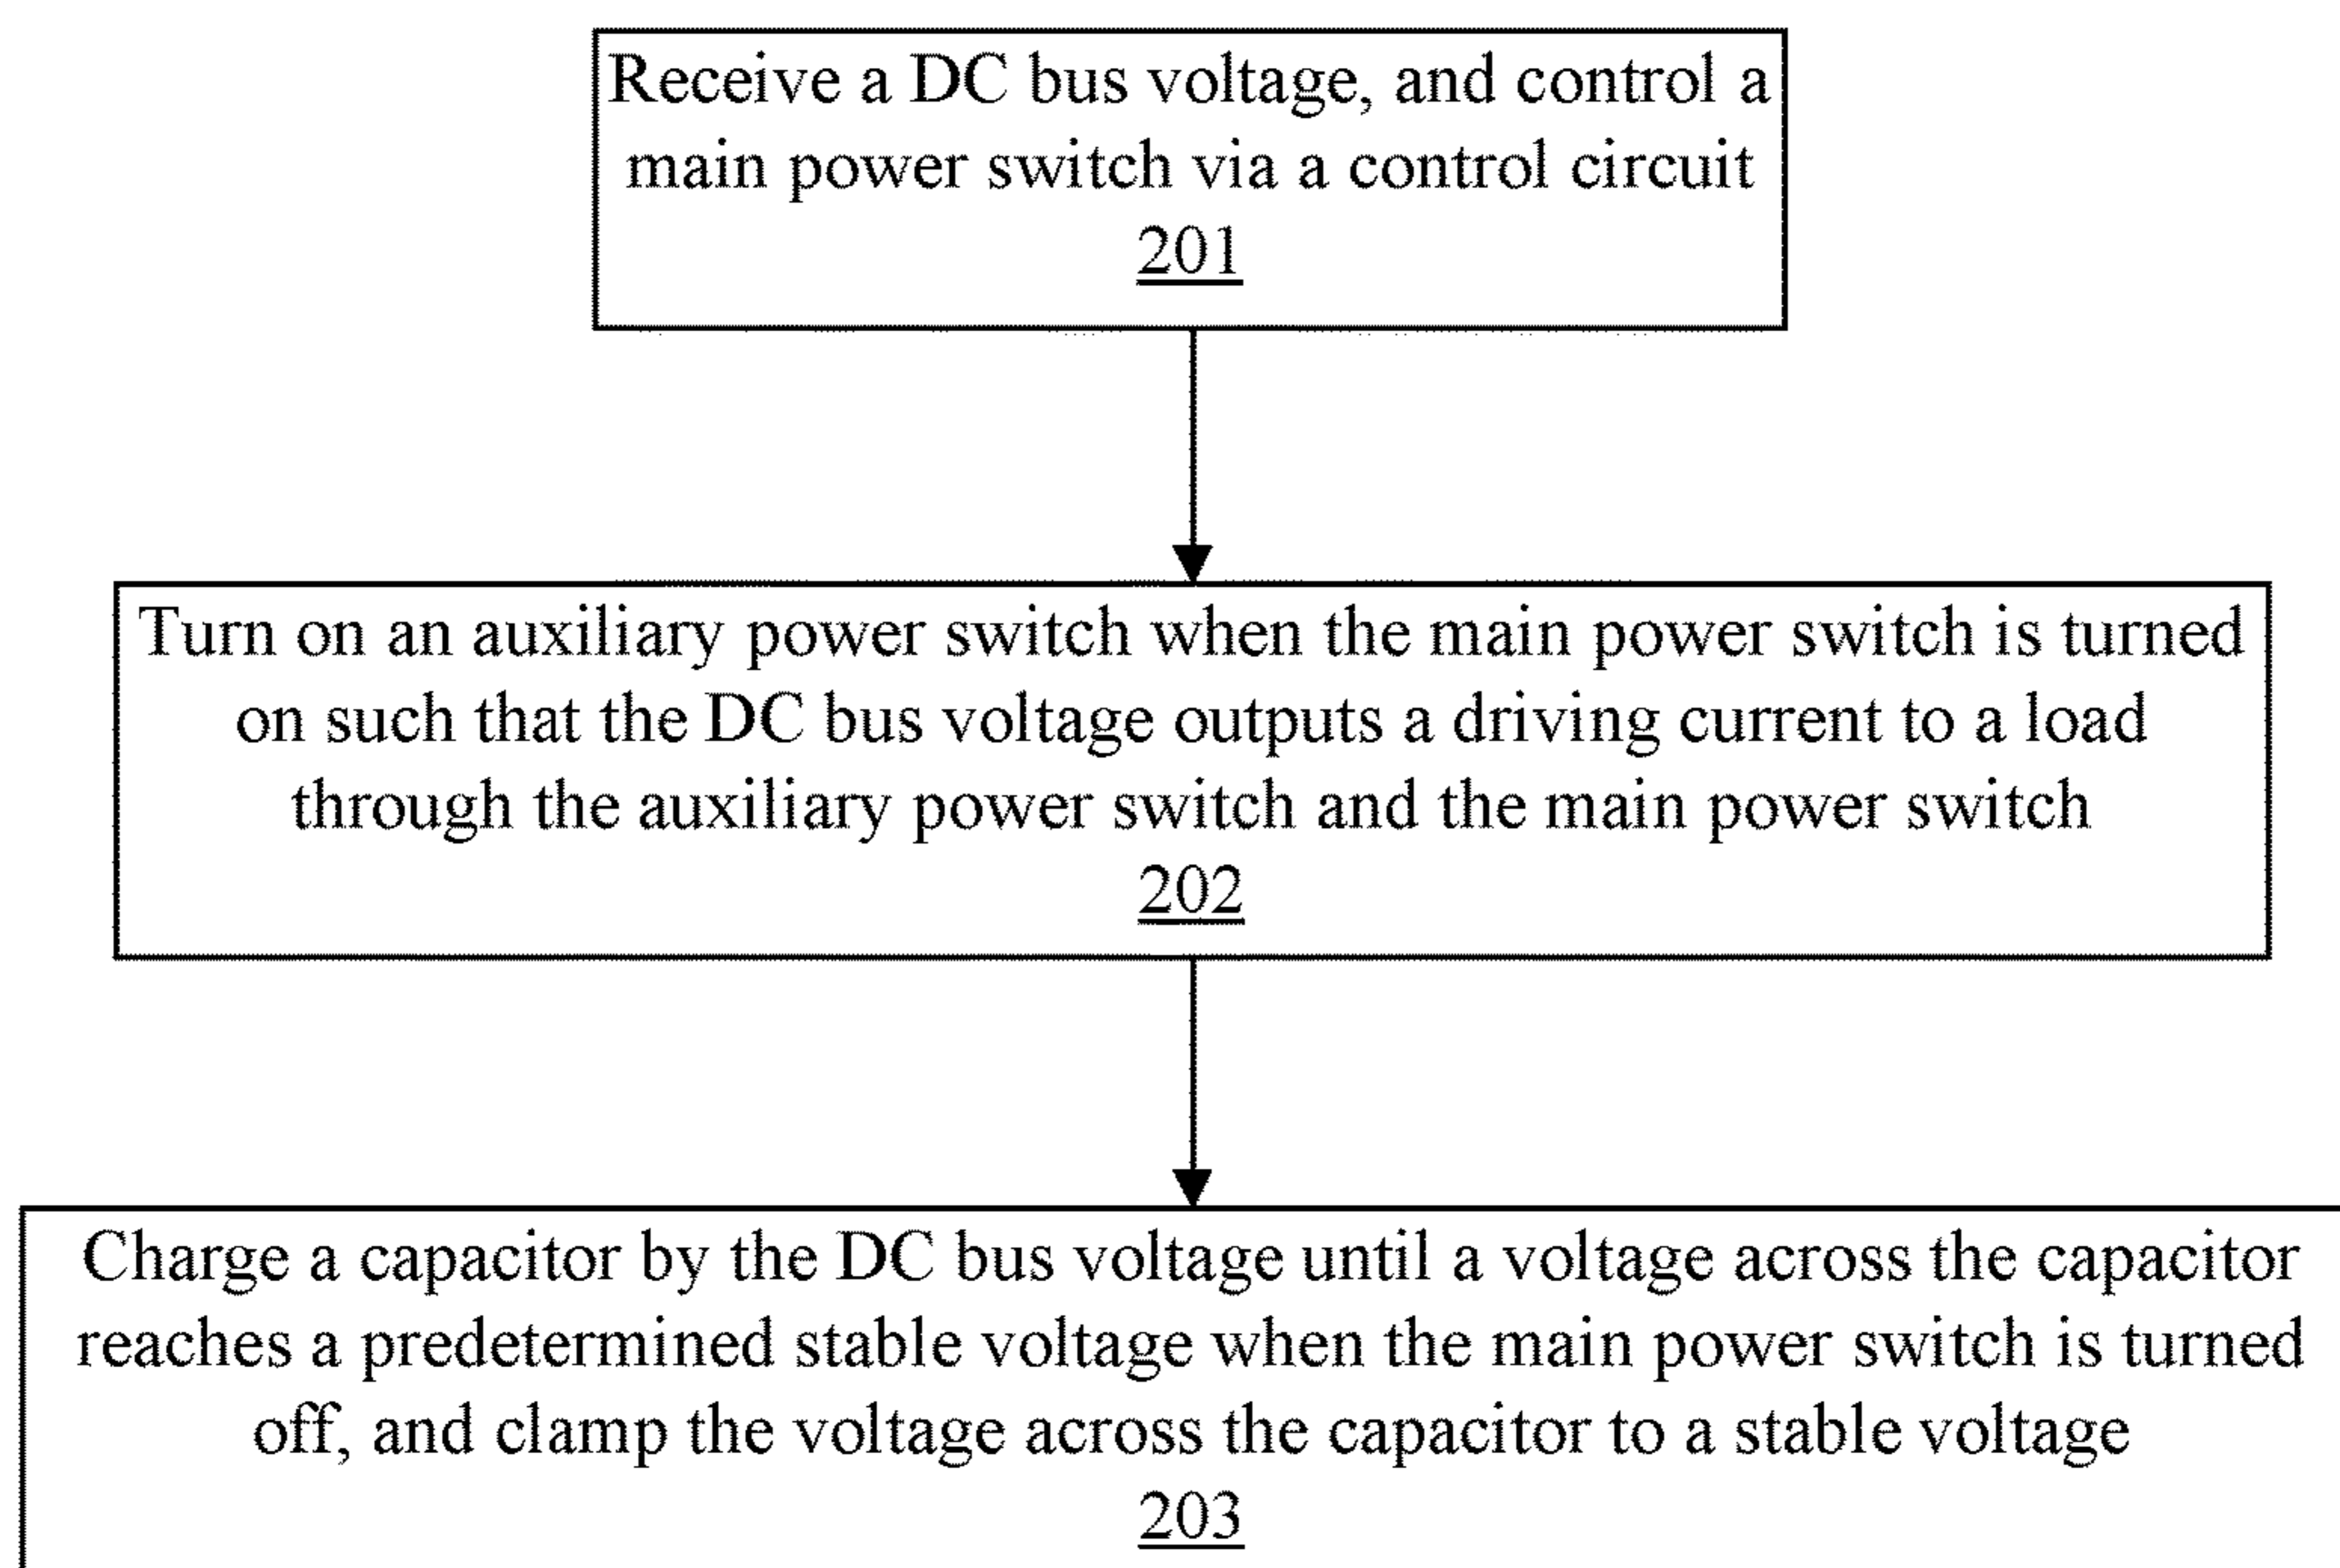 Receive a DC bus voltage, and control a
main power switch via a control circuit
201
Turn on an auxiliary power switch when the main power switch is turned
on such that the DC bus voltage outputs a driving current to a load
through the auxiliary power switch and the main power switch
202
Charge a capacitor by the DC bus voltage until a voltage across the capacitor
reaches a predetermined stable voltage when the main power switch is turned
off, and clamp the voltage across the capacitor to a stable voltage
203